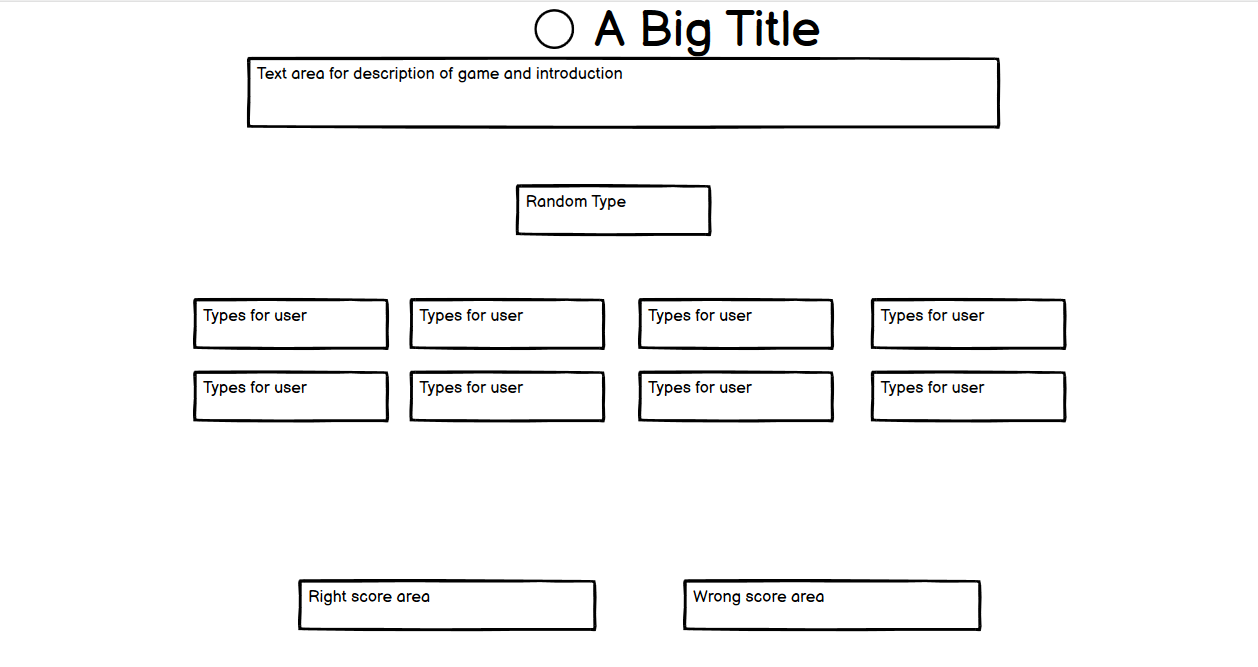 A Big Title
Text area for description of game and introduction
Random Type
Types for user
Types for user
Types for user
Types for user
Types for user
Types for user
Types for user
Types for user
Right score area
Wrong score area